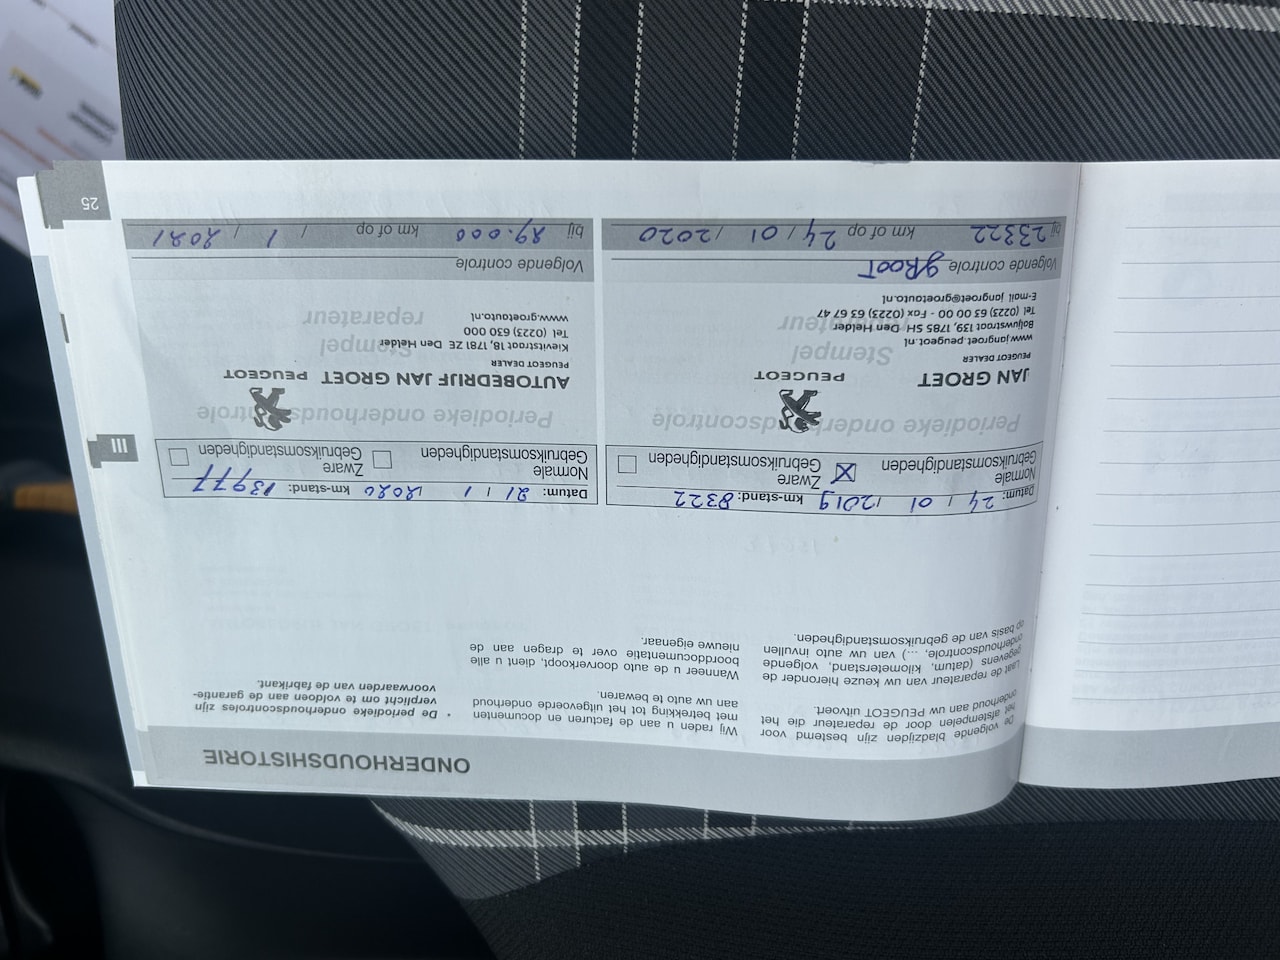 ONDERHOUDSHISTORIE
De volgende bladzijden zijn bestemd voor
het afstempelen door de reparateur die het
onderhoud aan uw PEUGEOT uitvoert.
Laat de reparateur van uw keuze hieronder de
gegevens (datum, kilometerstand, volgende
onderhoudscontrole, ...) van uw auto invullen
op basis van de gebruiksomstandigheden.
Wij raden u aan de facturen en documenten
met betrekking tot het uitgevoerde onderhoud
aan uw auto te bewaren.
Wanneer u de auto doorverkoopt, dient u alle
boorddocumentatie over te dragen aan de
nieuwe eigenaar.
• De periodieke onderhoudscontroles zijn
verplicht om te voldoen aan de garantie-
voorwaarden van de fabrikant.
Datum: 24 / 01 / 2019 km-stand: 8322
Normale
Gebruiksomstandigheden
Zware
Gebruiksomstandigheden
Periodieke onderhoudscontrole
JAN GROET PEUGEOT
PEUGEOT DEALER
Stempel
www.jangroet.peugeot.nl
reparateur
Baljuwstraat 139, 1785 SH Den Helder
Tel (0223) 63 00 00 - Fax (0223) 63 67 47
E-mail jangroet@groetauto.nl
Volgende controle gROOT
bij 23322 km of op 24 / 01 / 2020
Datum: 21 / 1 / 2020 km-stand: 13977
Normale
Gebruiksomstandigheden
Zware
Gebruiksomstandigheden
III
Periodieke onderhoudscontrole
AUTOBEDRIJF JAN GROET PEUGEOT
PEUGEOT DEALER
Stempel
Kievitstraat 18, 1781 ZE Den Helder
Tel (0223) 630 000
reparateur
www.groetauto.nl
Volgende controle
bij 29.000 km of op / 1 / 2021
25